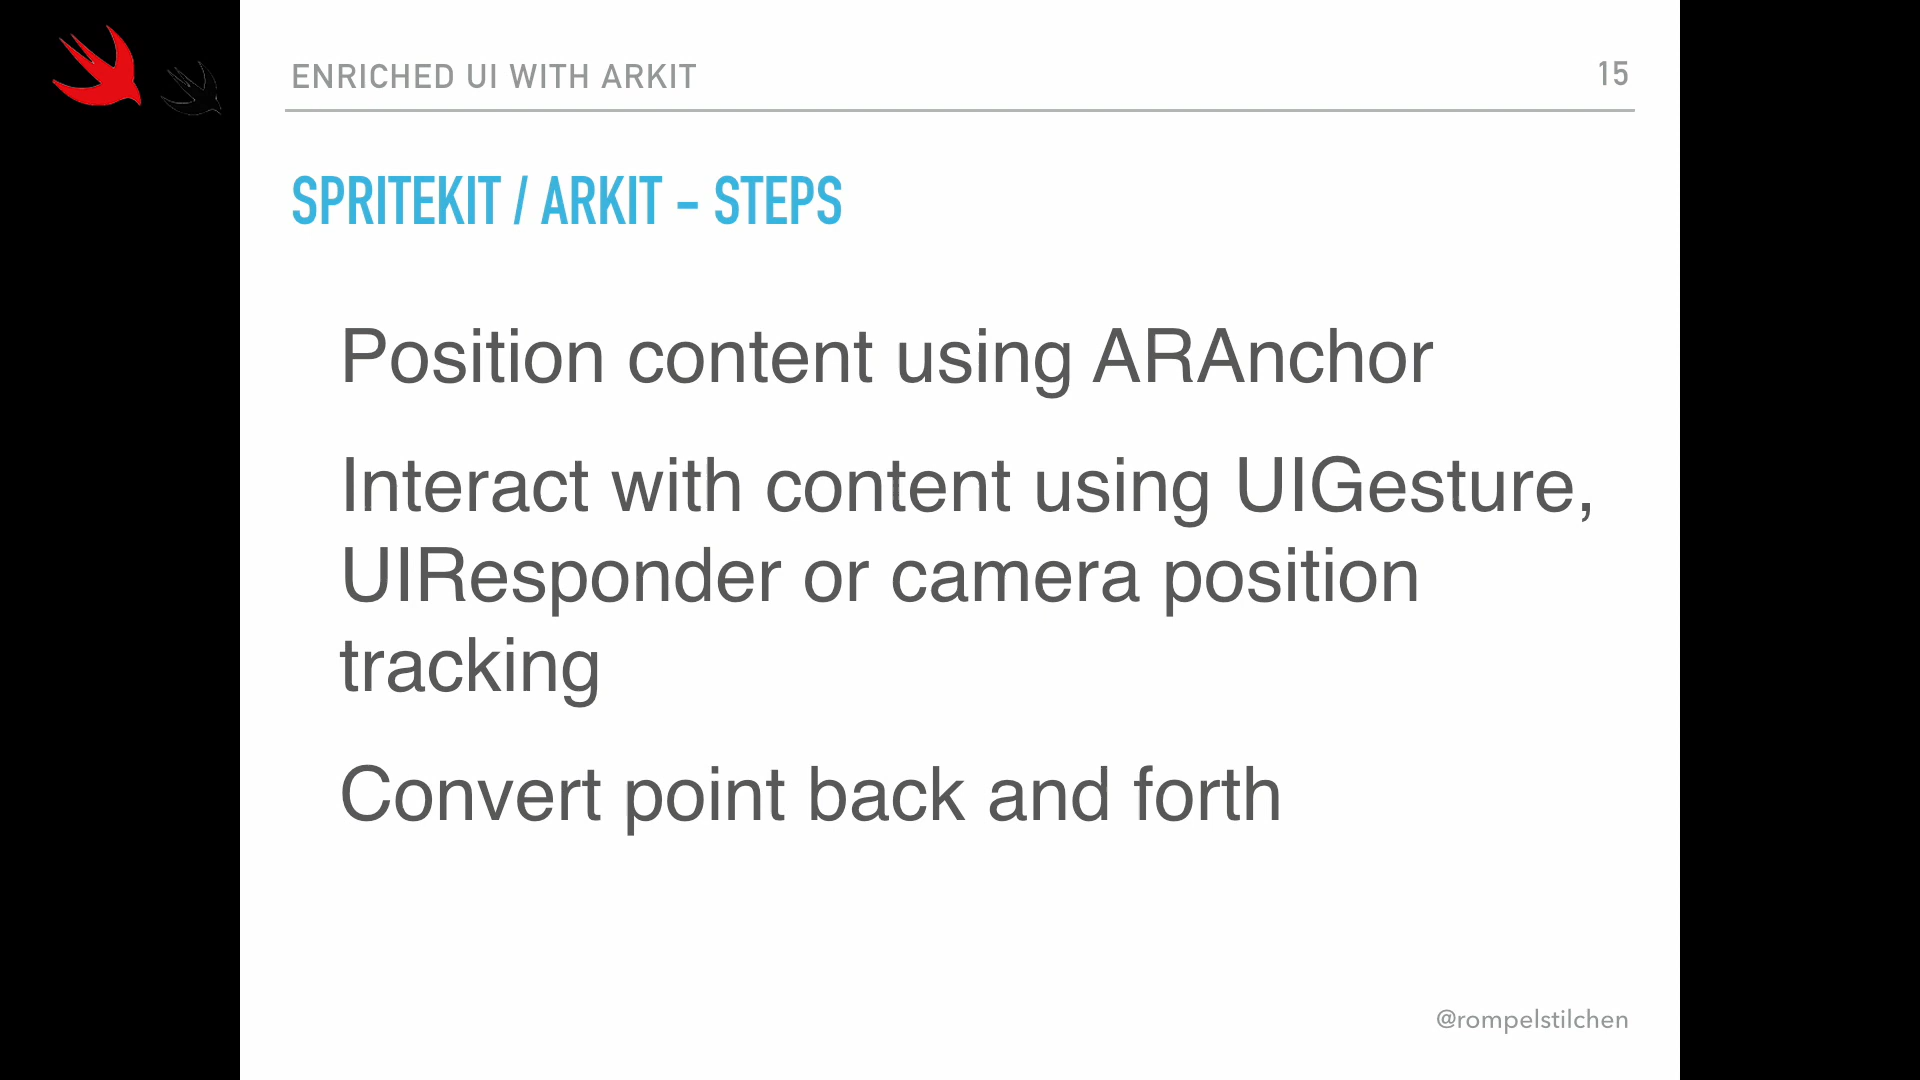 ENRICHED UI WITH ARKIT
15
SPRITEKIT / ARKIT - STEPS
Position content using ARAnchor
Interact with content using UIGesture,
UIResponder or camera position
tracking
Convert point back and forth
@rompelstilchen